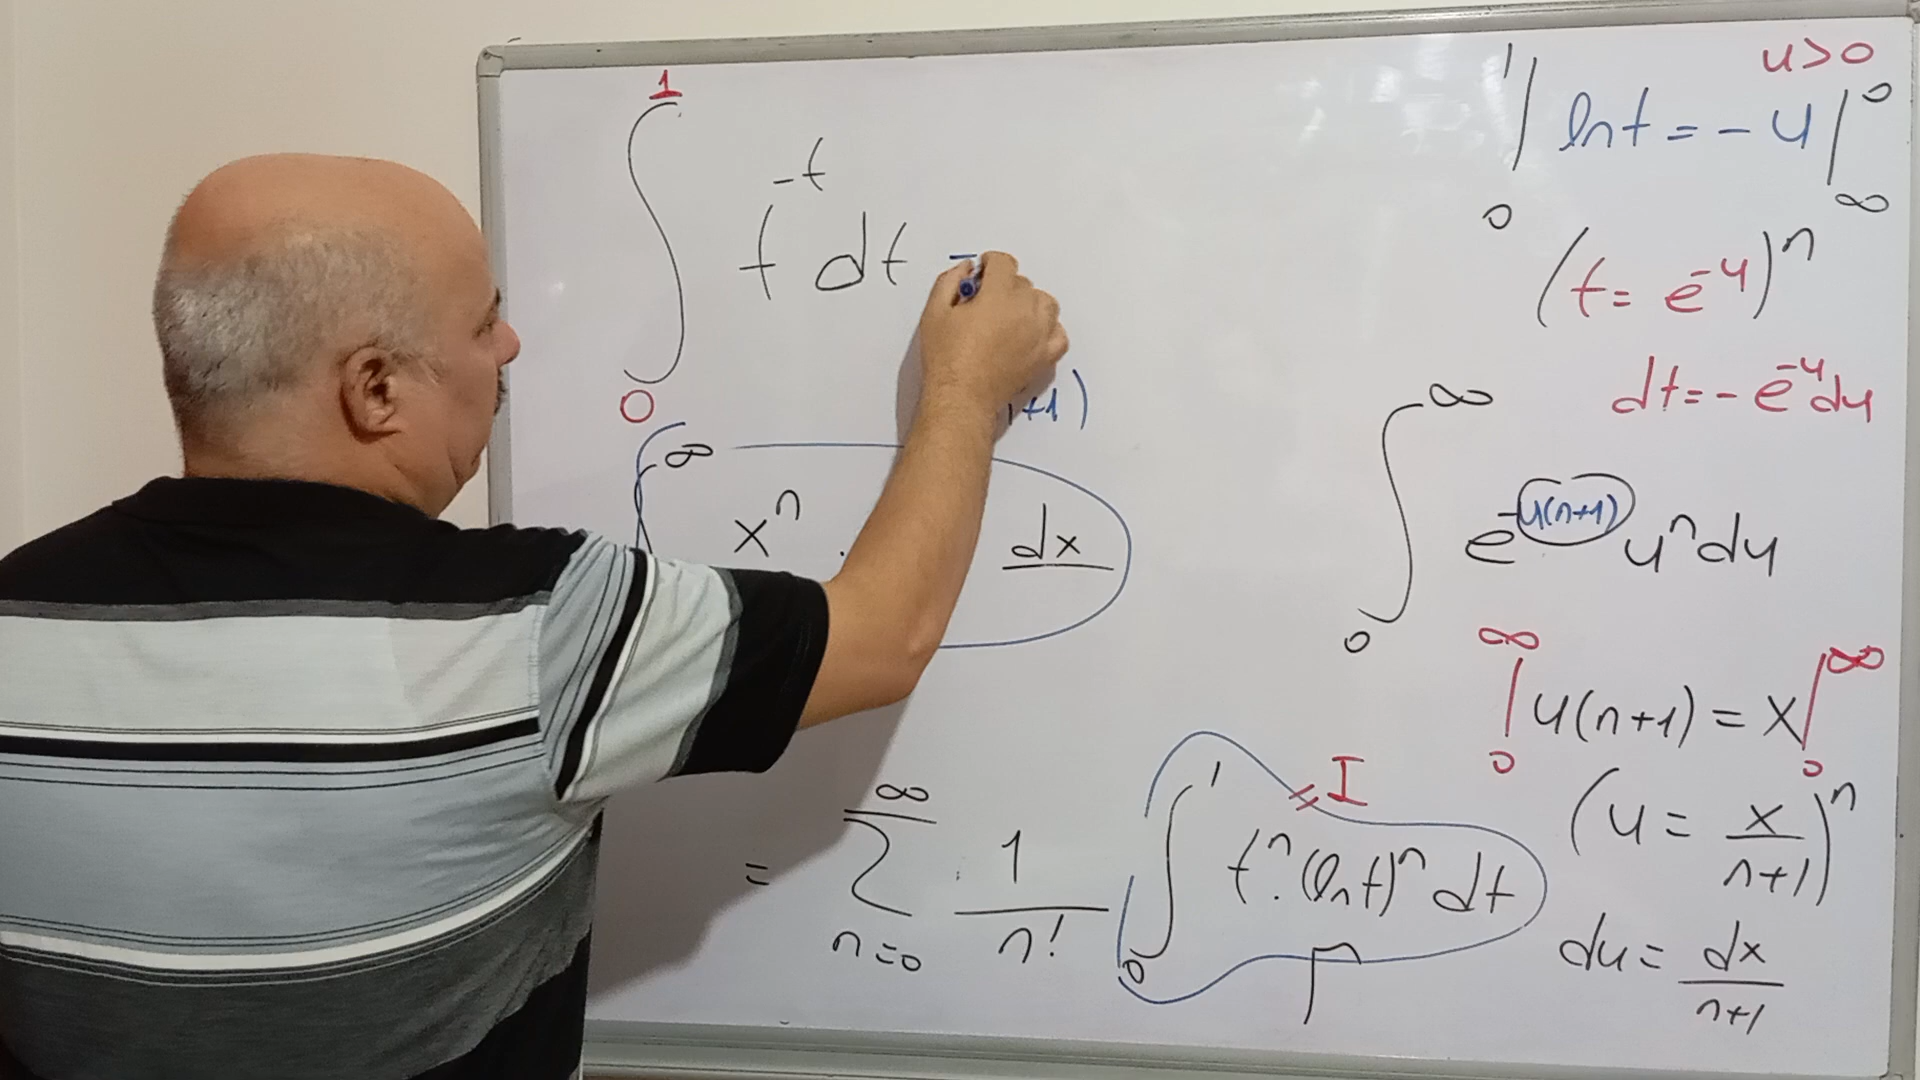 1
∫ t^-t dt =
0
+1)
∞
∫ x^n . dx
= ∞ ∑ n=0 1/n! ∫ 1 0 t^n . (ln t)^n dt
I
Γ
u>0
1 | ln t = -u | 0
0 ∞
(t = e^-u)^n
dt = -e^-u du
∞
∫ e^-u(n+1) u^n du
0
∞ | u(n+1) = x | ∞
0 0
(u = x/n+1)^n
du = dx/n+1